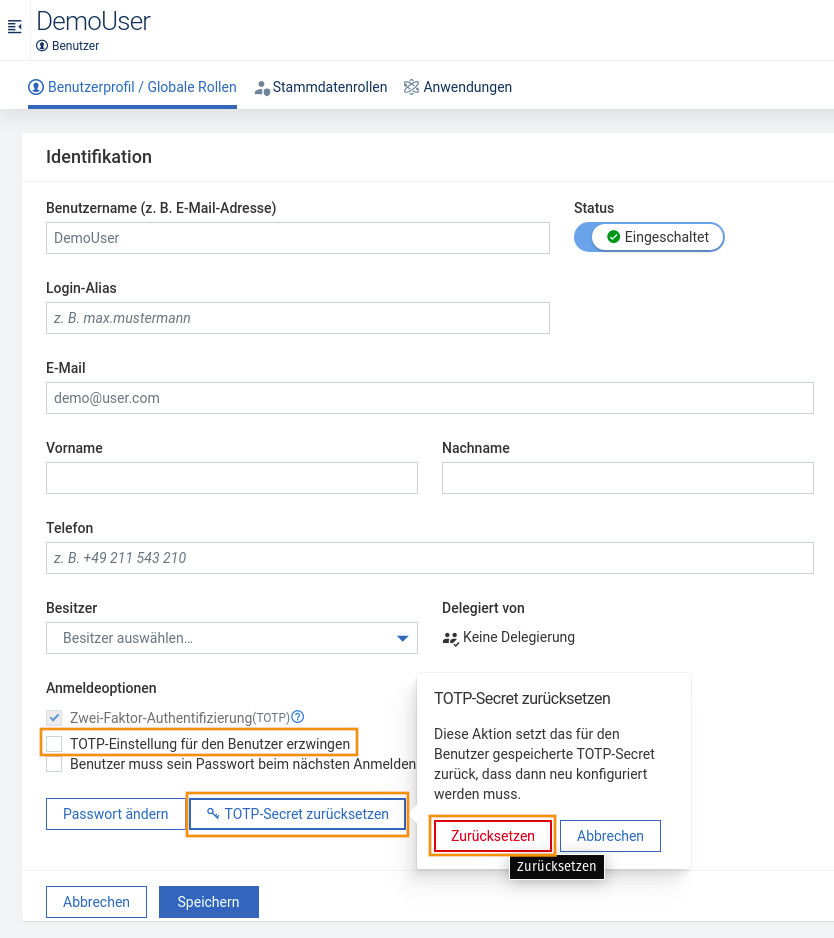 DemoUser
Benutzer
Benutzerprofil / Globale Rollen Stammdatenrollen Anwendungen
Identifikation
Benutzername (z. B. E-Mail-Adresse) Status
DemoUser Eingeschaltet
Login-Alias
z. B. max.mustermann
E-Mail
demo@user.com
Vorname Nachname
Telefon
z. B. +49 211 543 210
Besitzer Delegiert von
Besitzer auswählen... Keine Delegierung
Anmeldeoptionen
Zwei-Faktor-Authentifizierung(TOTP)
TOTP-Einstellung für den Benutzer erzwingen
Benutzer muss sein Passwort beim nächsten Anmelden
Passwort ändern TOTP-Secret zurücksetzen
TOTP-Secret zurücksetzen
Diese Aktion setzt das für den
Benutzer gespeicherte TOTP-Secret
zurück, dass dann neu konfiguriert
werden muss.
Zurücksetzen Abbrechen
Zurücksetzen
Abbrechen Speichern